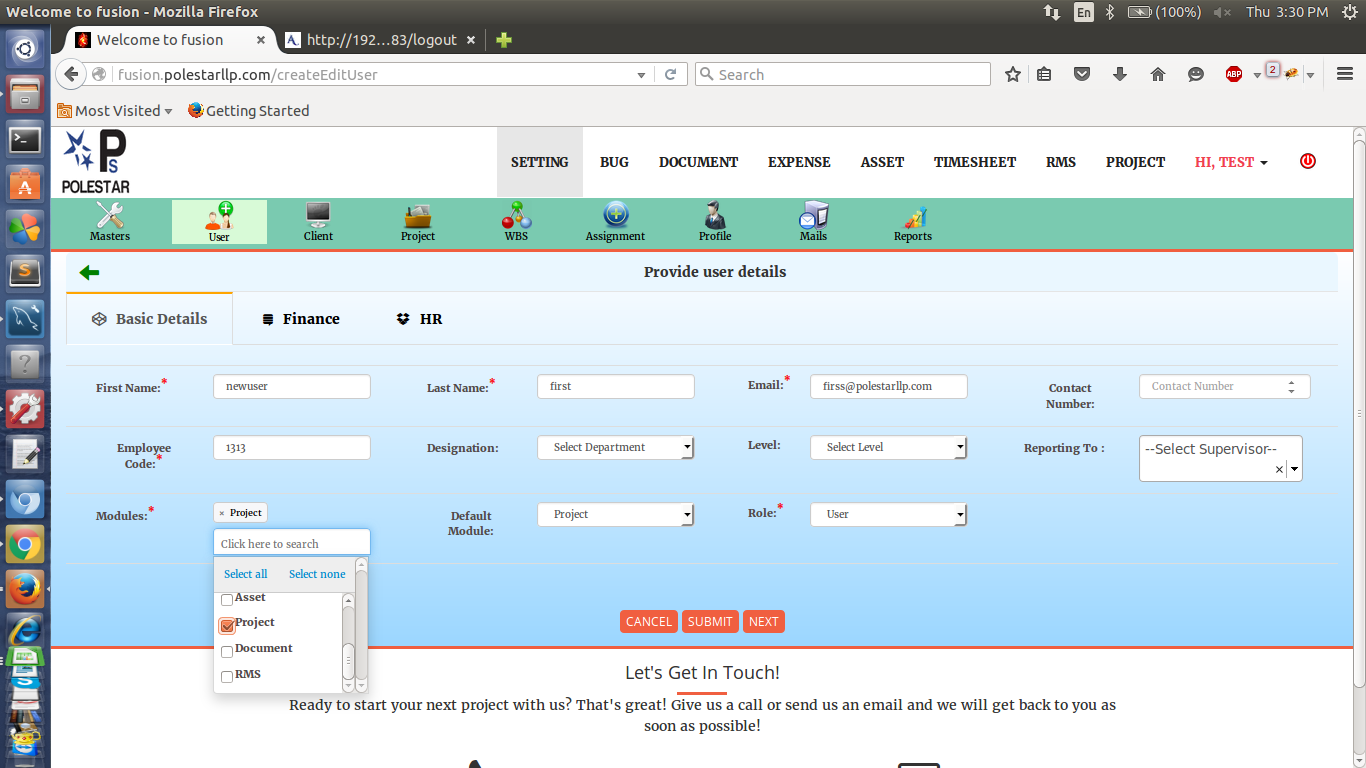 Welcome to fusion - Mozilla Firefox
En (100%) Thu 3:30 PM
Welcome to fusion × http://192...83/logout ×
fusion.polestarllp.com/createEditUser Search ABP 2
Most Visited Getting Started
PS
POLESTAR
SETTING BUG DOCUMENT EXPENSE ASSET TIMESHEET RMS PROJECT HI, TEST
Masters User Client Project WBS Assignment Profile Mails Reports
Provide user details
Basic Details Finance HR
First Name:* newuser Last Name:* first Email:* firss@polestarllp.com Contact Number: Contact Number
Employee Code:* 1313 Designation: Select Department Level: Select Level Reporting To : --Select Supervisor-- ×
Modules:* × Project Default Module: Project Role:* User
Click here to search
Select all Select none
Asset
Project
Document
RMS
CANCEL SUBMIT NEXT
Let's Get In Touch!
Ready to start your next project with us? That's great! Give us a call or send us an email and we will get back to you as
soon as possible!